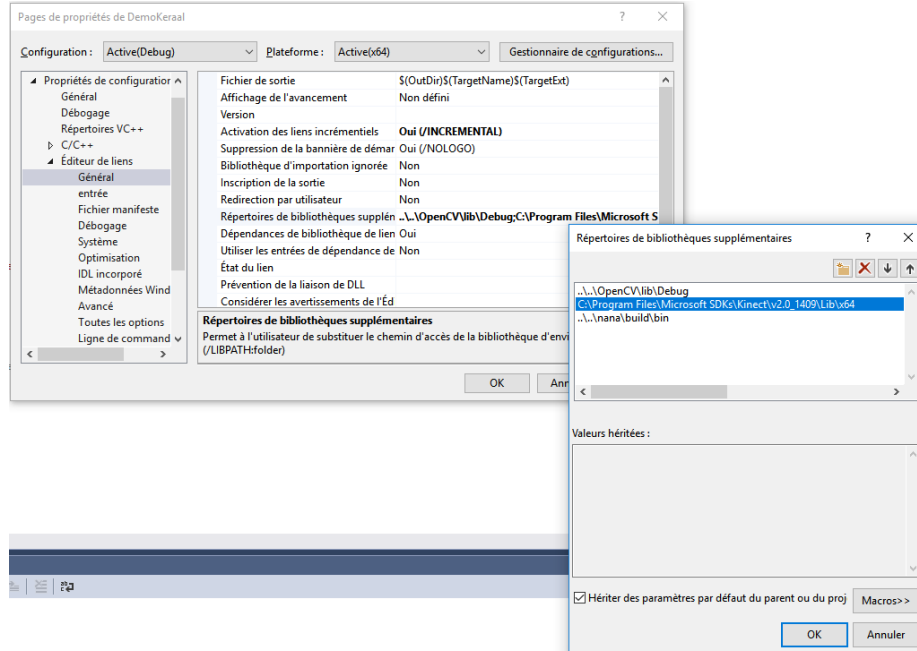 Pages de propriétés de DemoKeraal
Configuration : Active(Debug) Plateforme : Active(x64) Gestionnaire de configurations...
Propriétés de configuration
Général
Débogage
Répertoires VC++
C/C++
Éditeur de liens
Général
entrée
Fichier manifeste
Débogage
Système
Optimisation
IDL incorporé
Métadonnées Wind
Avancé
Toutes les options
Ligne de command
Fichier de sortie $(OutDir)$(TargetName)$(TargetExt)
Affichage de l'avancement Non défini
Version
Activation des liens incrémentiels Oui (/INCREMENTAL)
Suppression de la bannière de démar Oui (/NOLOGO)
Bibliothèque d'importation ignorée Non
Inscription de la sortie Non
Redirection par utilisateur Non
Répertoires de bibliothèques supplén ..\..\OpenCV\lib\Debug;C:\Program Files\Microsoft S
Dépendances de bibliothèque de lien Oui
Utiliser les entrées de dépendance de Non
État du lien
Prévention de la liaison de DLL
Considérer les avertissements de l'Éd
Répertoires de bibliothèques supplémentaires
Permet à l'utilisateur de substituer le chemin d'accès de la bibliothèque d'envi
(/LIBPATH:folder)
OK Ann
Répertoires de bibliothèques supplémentaires
..\..\OpenCV\lib\Debug
C:\Program Files\Microsoft SDKs\Kinect\v2.0_1409\Lib\x64
..\..\nana\build\bin
Valeurs héritées :
Hériter des paramètres par défaut du parent ou du proj
Macros>>
OK Annuler